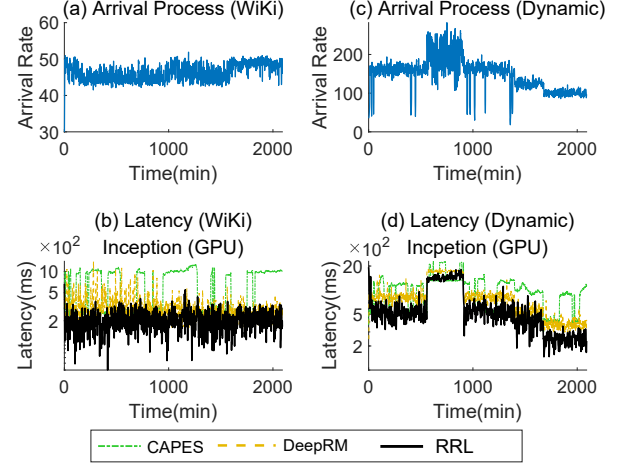 (a) Arrival Process (WiKi)
60
50
40
30
Arrival Rate
0 1000 2000
Time(min)
(c) Arrival Process (Dynamic)
200
100
0
Arrival Rate
0 1000 2000
Time(min)
(b) Latency (WiKi)
Inception (GPU)
×10²
10
5
2
Latency(ms)
0 1000 2000
Time(min)
(d) Latency (Dynamic)
Incpetion (GPU)
×10²
20
5
2
Latency(ms)
0 1000 2000
Time(min)
CAPES DeepRM RRL